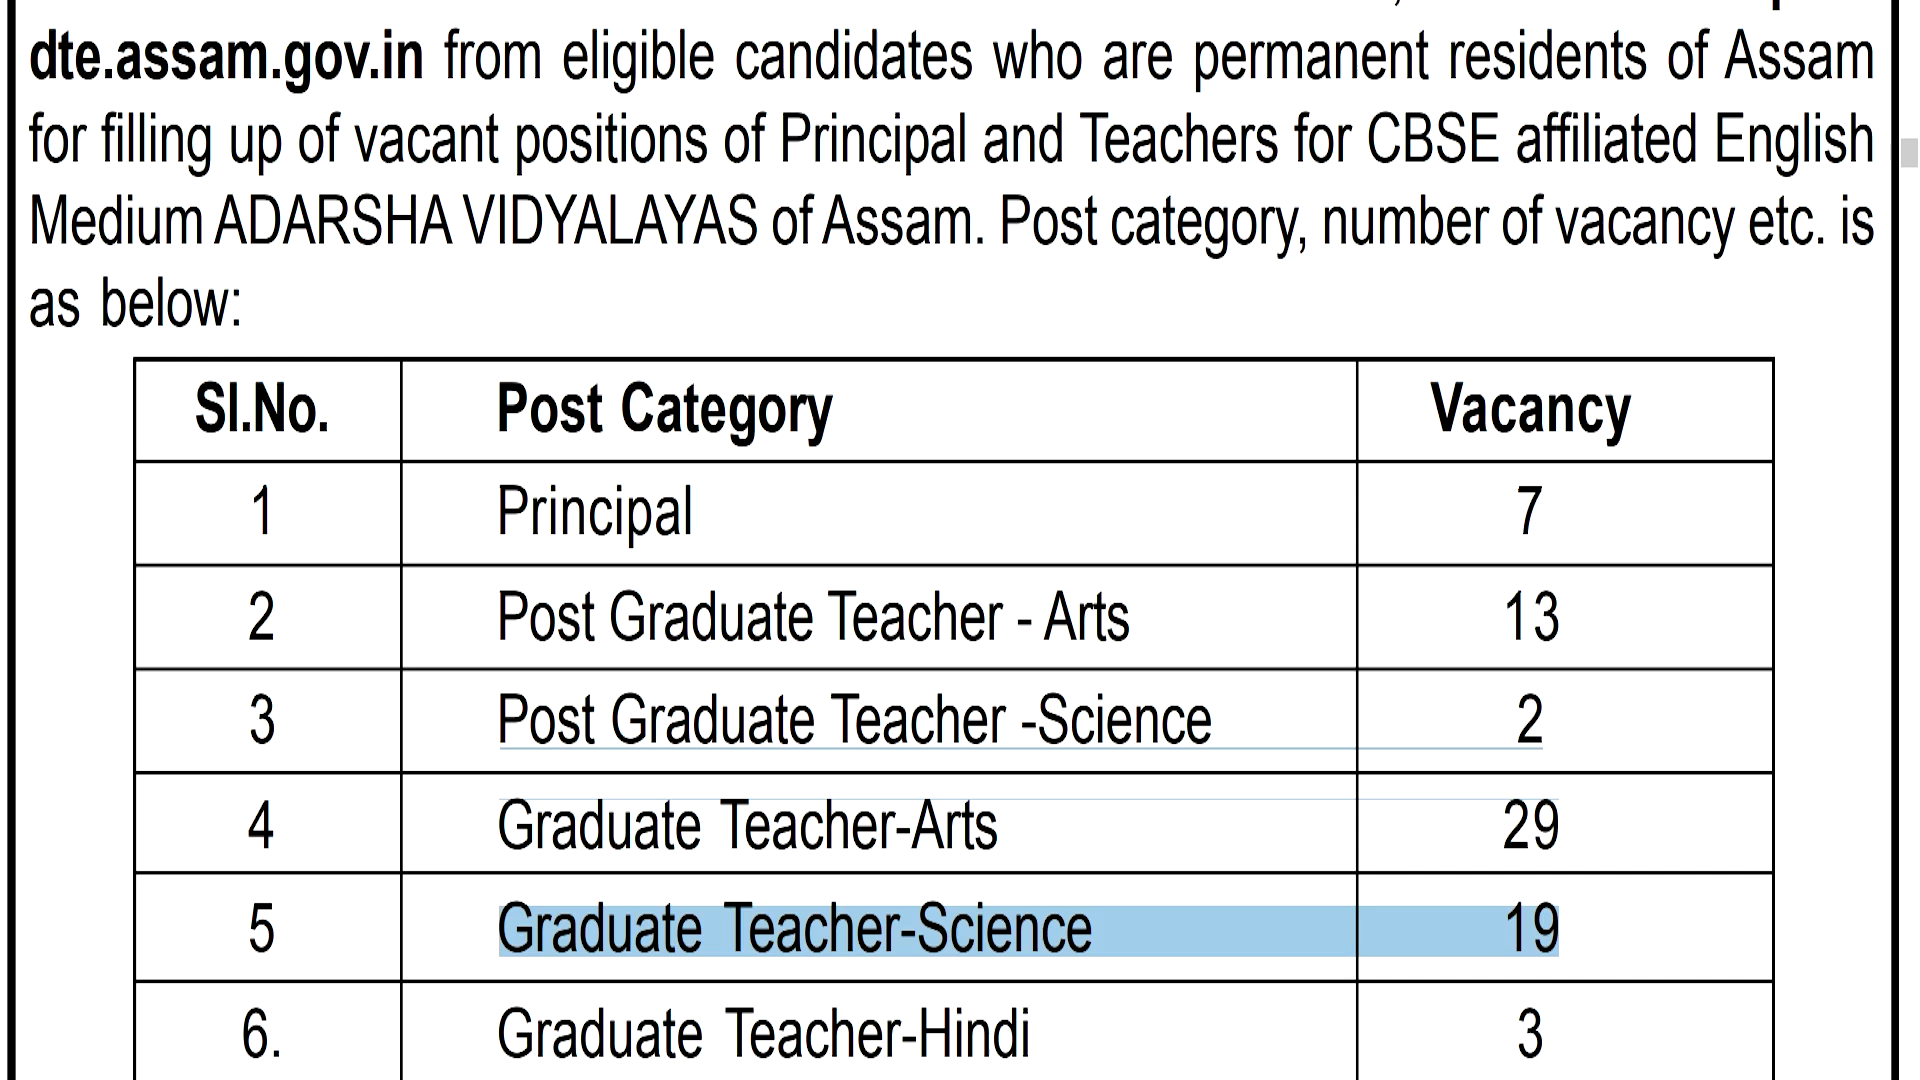 dte.assam.gov.in from eligible candidates who are permanent residents of Assam
for filling up of vacant positions of Principal and Teachers for CBSE affiliated English
Medium ADARSHA VIDYALAYAS of Assam. Post category, number of vacancy etc. is
as below:
Sl.No. Post Category Vacancy
1 Principal 7
2 Post Graduate Teacher - Arts 13
3 Post Graduate Teacher -Science 2
4 Graduate Teacher-Arts 29
5 Graduate Teacher-Science 19
6. Graduate Teacher-Hindi 3